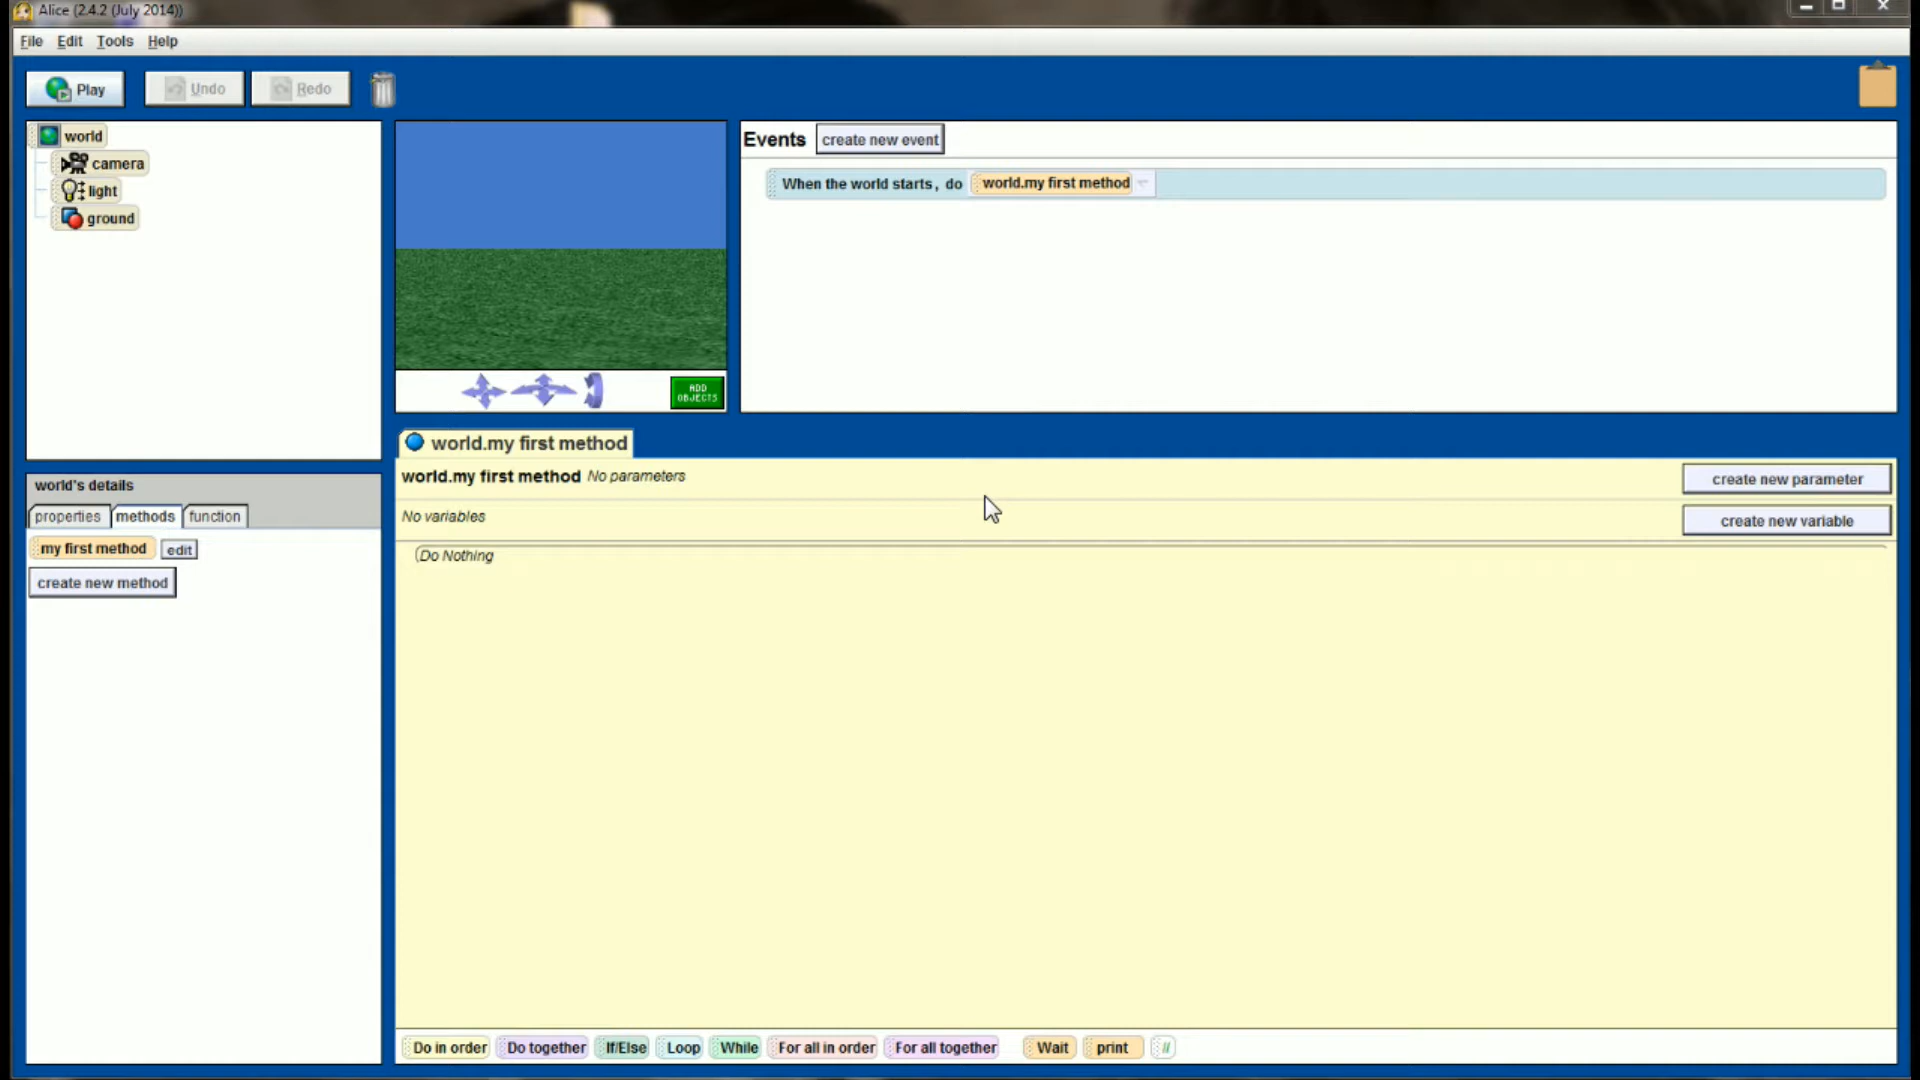 Alice (2.4.2 (July 2014))
File Edit Tools Help
Play Undo Redo
world
camera
light
ground
ADD OBJECTS
Events create new event
When the world starts, do world.my first method
world's details
properties methods function
my first method edit
create new method
world.my first method
world.my first method No parameters
create new parameter
No variables
create new variable
(Do Nothing
Do in order Do together If/Else Loop While For all in order For all together Wait print //